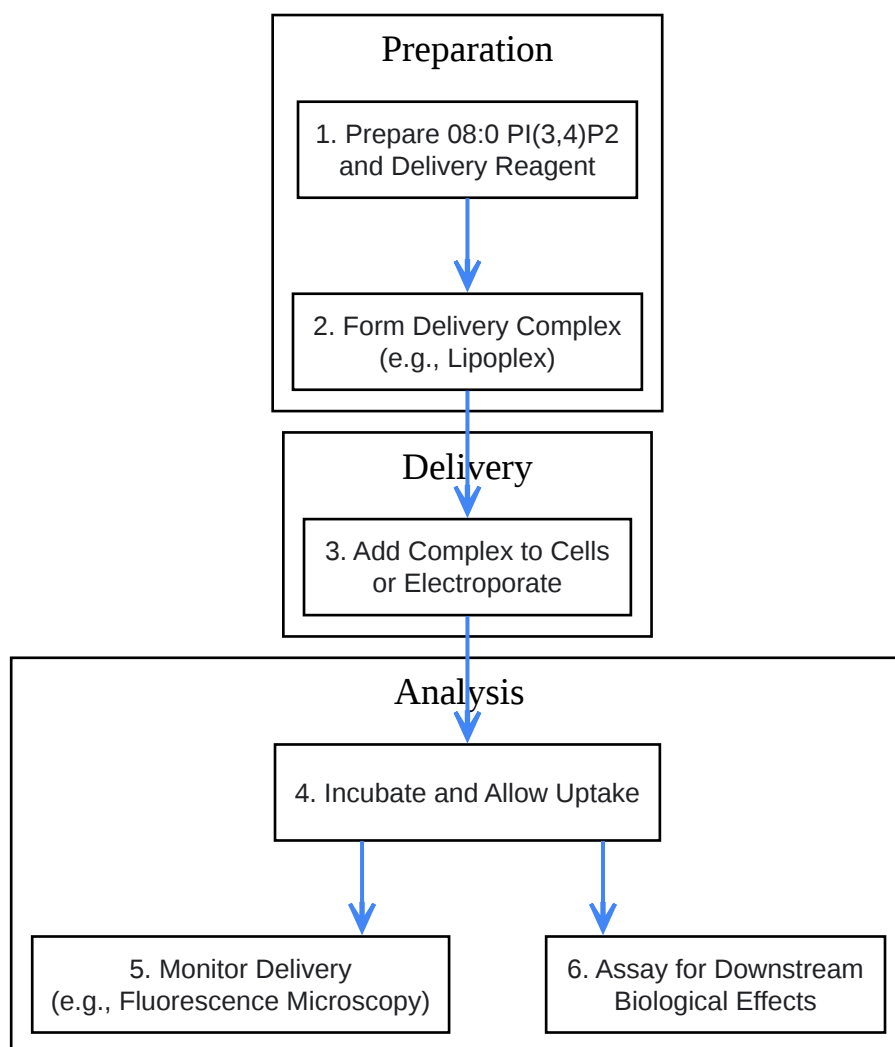 Preparation
1. Prepare 08:0 PI(3,4)P2
and Delivery Reagent
2. Form Delivery Complex
(e.g., Lipoplex)
Delivery
3. Add Complex to Cells
or Electroporate
Analysis
4. Incubate and Allow Uptake
5. Monitor Delivery
(e.g., Fluorescence Microscopy)
6. Assay for Downstream
Biological Effects